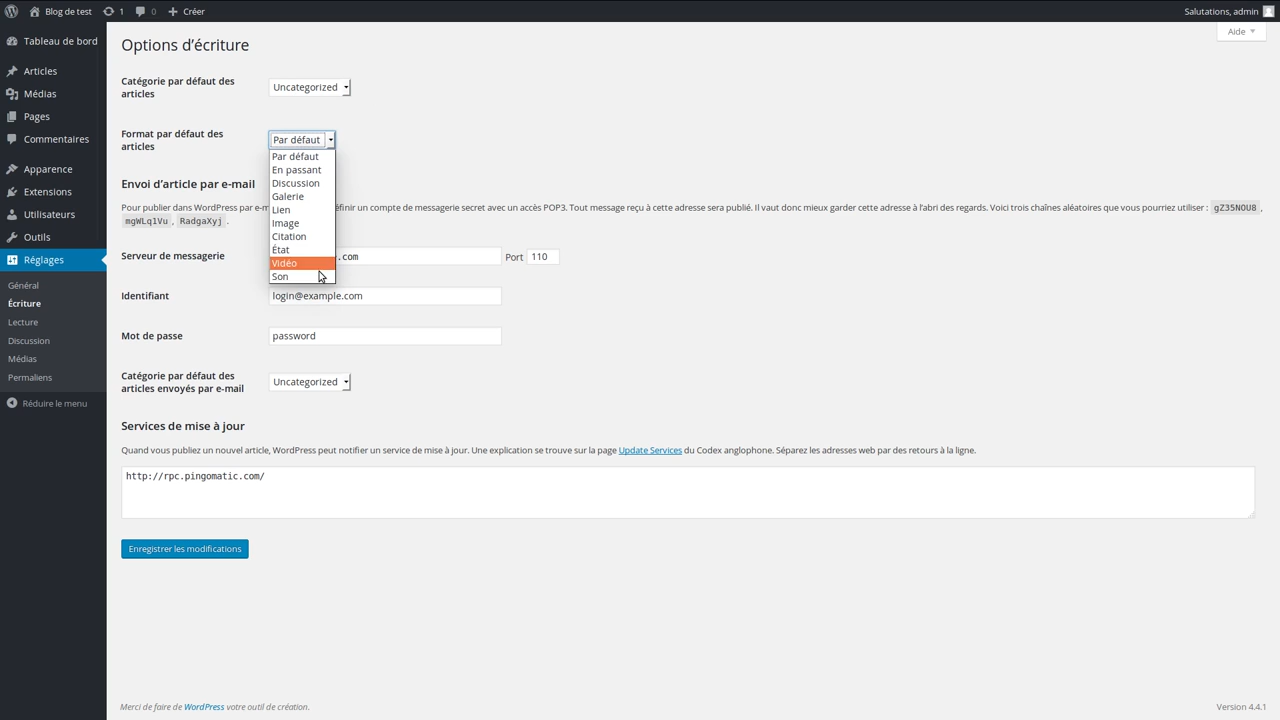 Blog de test 1 0 Créer Salutations, admin
Aide
Tableau de bord
Articles
Médias
Pages
Commentaires
Apparence
Extensions
Utilisateurs
Outils
Réglages
Général
Écriture
Lecture
Discussion
Médias
Permaliens
Réduire le menu
Options d’écriture
Catégorie par défaut des
articles
Uncategorized
Format par défaut des
articles
Par défaut
Par défaut
En passant
Discussion
Galerie
Lien
Image
Citation
État
Vidéo
Son
Envoi d’article par e-mail
Pour publier dans WordPress par e-m éfinir un compte de messagerie secret avec un accès POP3. Tout message reçu à cette adresse sera publié. Il vaut donc mieux garder cette adresse à l’abri des regards. Voici trois chaînes aléatoires que vous pourriez utiliser : gZ35NOU8 ,
mgWLq1Vu , RadgaXyj .
Serveur de messagerie
.com Port 110
Identifiant
login@example.com
Mot de passe
password
Catégorie par défaut des
articles envoyés par e-mail
Uncategorized
Services de mise à jour
Quand vous publiez un nouvel article, WordPress peut notifier un service de mise à jour. Une explication se trouve sur la page Update Services du Codex anglophone. Séparez les adresses web par des retours à la ligne.
http://rpc.pingomatic.com/
Enregistrer les modifications
Merci de faire de WordPress votre outil de création. Version 4.4.1